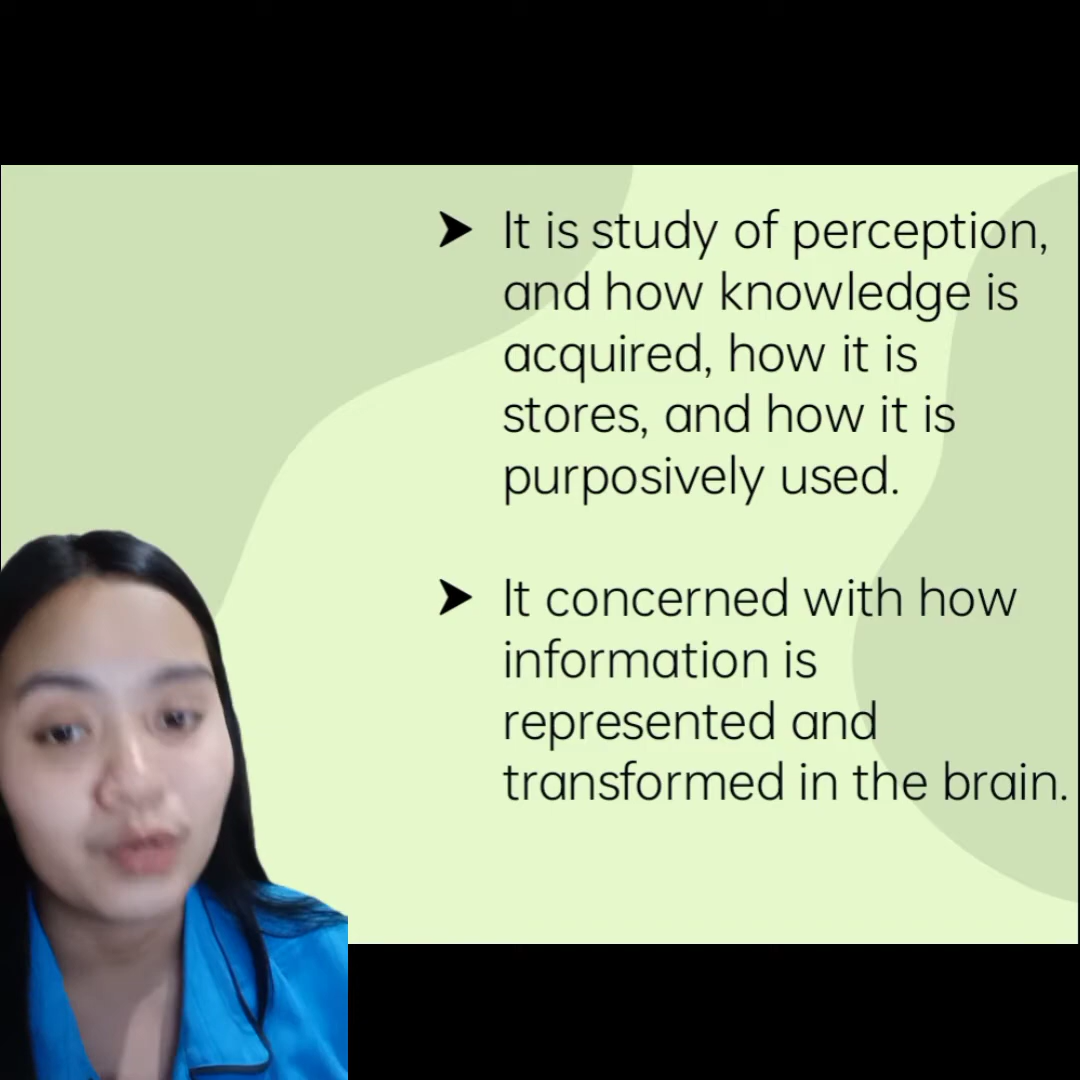 It is study of perception,
and how knowledge is
acquired, how it is
stores, and how it is
purposively used.
It concerned with how
information is
represented and
transformed in the brain.